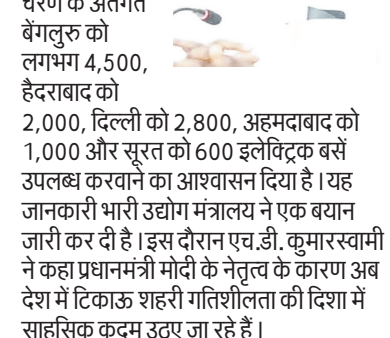 चरण के अंतर्गत
बेंगलुरु को
लगभग 4,500,
हैदराबाद को
2,000, दिल्ली को 2,800, अहमदाबाद को
1,000 और सूरत को 600 इलेक्ट्रिक बसें
उपलब्ध करवाने का आश्वासन दिया है । यह
जानकारी भारी उद्योग मंत्रालय ने एक बयान
जारी कर दी है । इस दौरान एच.डी. कुमारस्वामी
ने कहा प्रधानमंत्री मोदी के नेतृत्व के कारण अब
देश में टिकाऊ शहरी गतिशीलता की दिशा में
साहसिक कदम उठाए जा रहे हैं ।